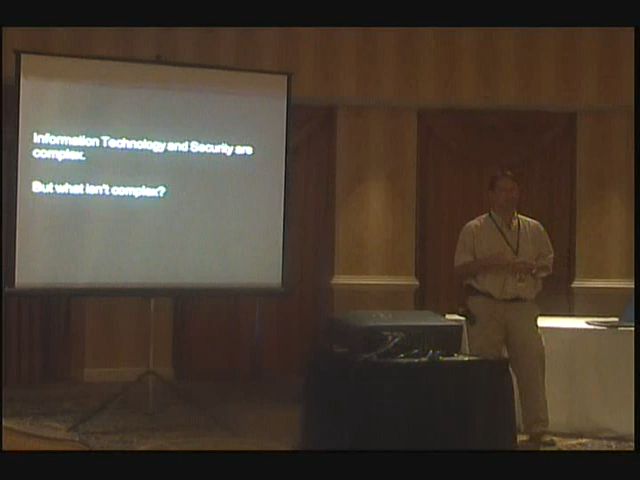 Information Technology and Security are
complex.
But what isn't complex?